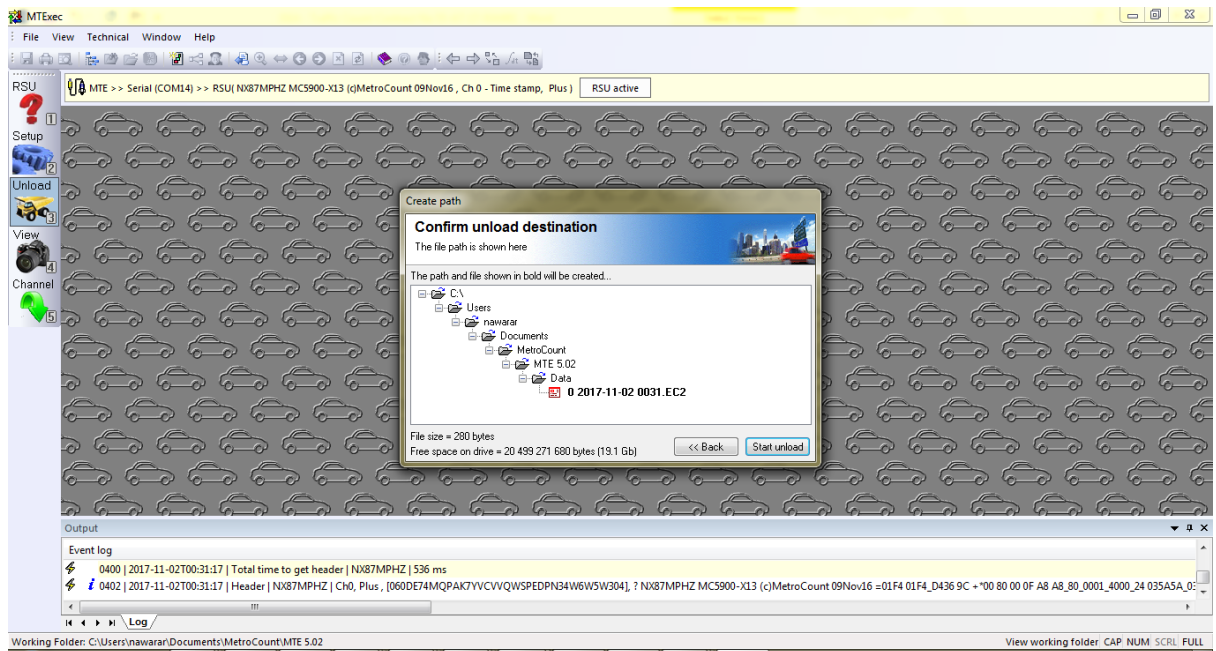 MTExec
File View Technical Window Help
RSU
1
Setup
2
Unload
3
View
4
Channel
5
MTE >> Serial (COM14) >> RSU( NX87MPHZ MC5900-X13 (c)MetroCount 09Nov16 , Ch 0 - Time stamp, Plus ) RSU active
Create path
Confirm unload destination
The file path is shown here
The path and file shown in bold will be created...
C:\
Users
nawarar
Documents
MetroCount
MTE 5.02
Data
0 2017-11-02 0031.EC2
File size = 280 bytes
Free space on drive = 20 499 271 680 bytes (19.1 Gb)
<< Back Start unload
Output
Event log
0400 | 2017-11-02T00:31:17 | Total time to get header | NX87MPHZ | 536 ms
0402 | 2017-11-02T00:31:17 | Header | NX87MPHZ | Ch0, Plus , [060DE74MQPAK7YVCVVQWSPEDPN34W6W5W304], ? NX87MPHZ MC5900-X13 (c)MetroCount 09Nov16 =01F4 01F4_D436 9C +*00 80 00 0F A8 A8_80_0001_4000_24 035A5A_03
Log
Working Folder: C:\Users\nawarar\Documents\MetroCount\MTE 5.02
View working folder CAP NUM SCRL FULL